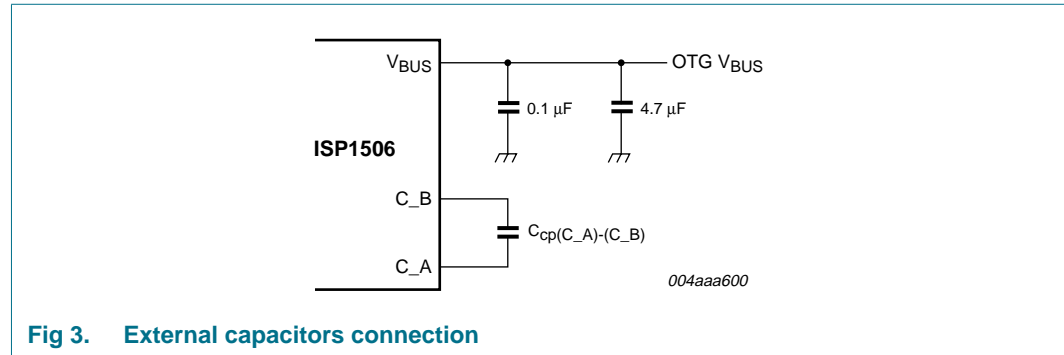 VBUS
OTG VBUS
0.1 μF
4.7 μF
ISP1506
C_B
Ccp(C_A)-(C_B)
C_A
004aaa600
Fig 3. External capacitors connection